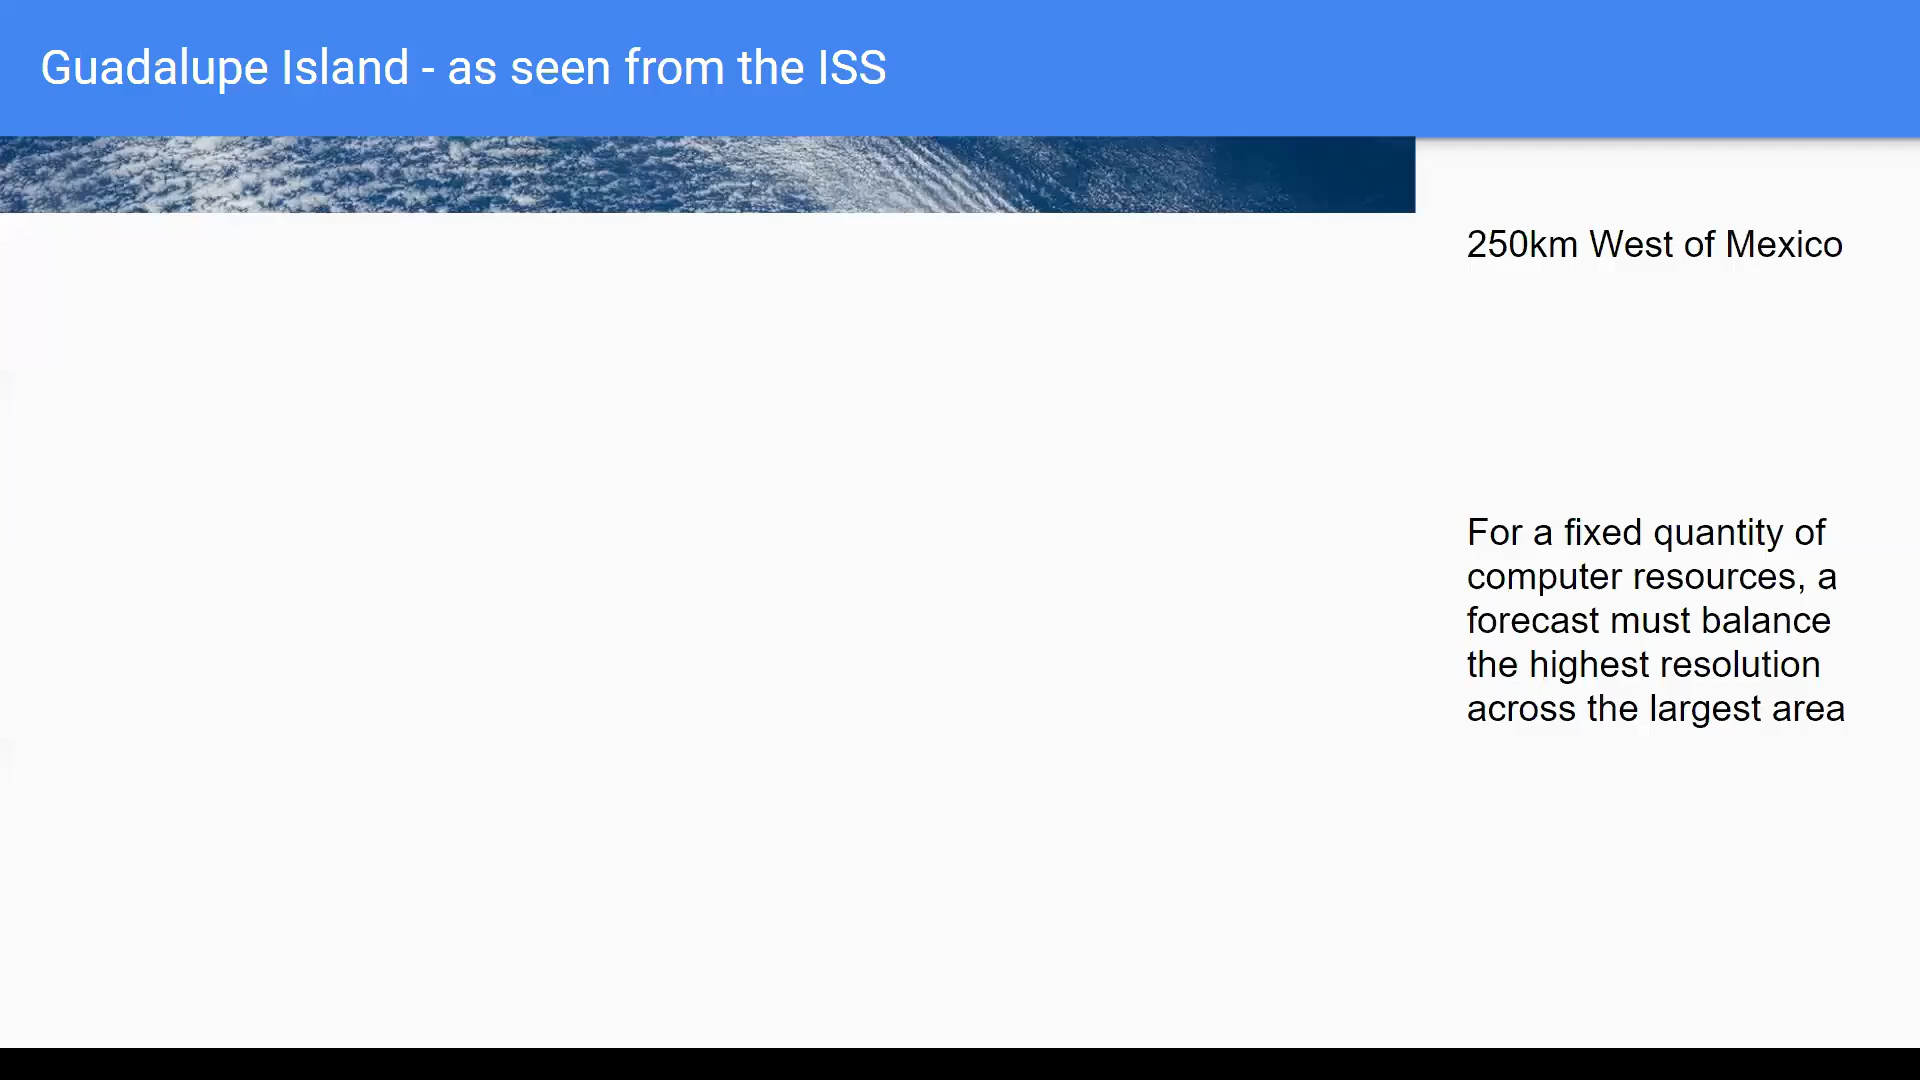 Guadalupe Island - as seen from the ISS
250km West of Mexico
For a fixed quantity of
computer resources, a
forecast must balance
the highest resolution
across the largest area